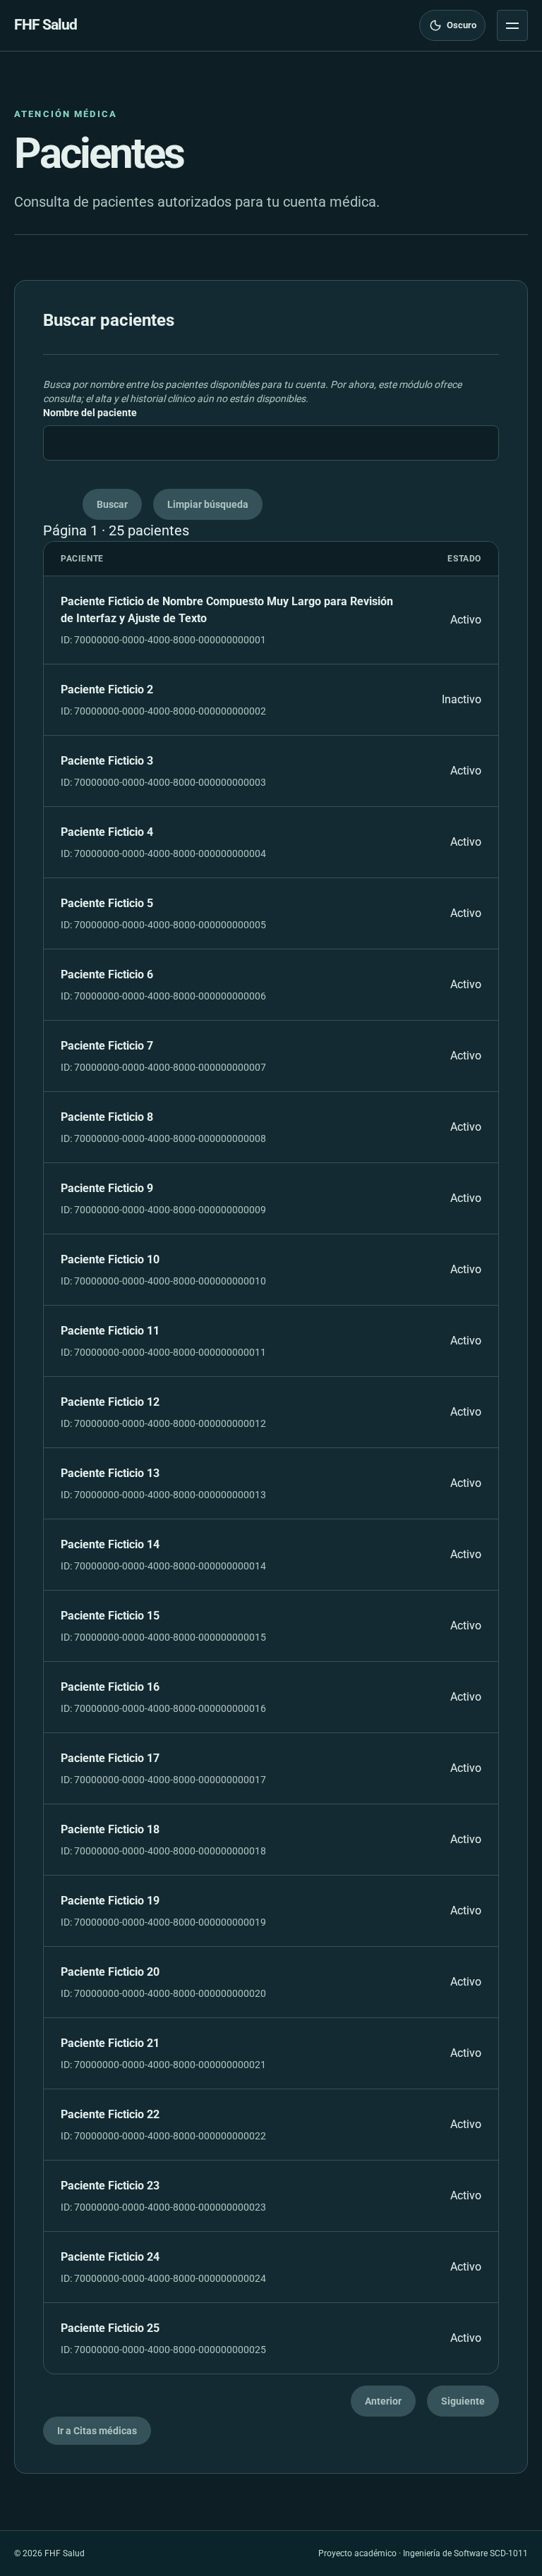 FHF Salud
Oscuro
ATENCIÓN MÉDICA
Pacientes
Consulta de pacientes autorizados para tu cuenta médica.
Buscar pacientes
Busca por nombre entre los pacientes disponibles para tu cuenta. Por ahora, este módulo ofrece
consulta; el alta y el historial clínico aún no están disponibles.
Nombre del paciente
Buscar
Limpiar búsqueda
Página 1 · 25 pacientes
PACIENTE ESTADO
Paciente Ficticio de Nombre Compuesto Muy Largo para Revisión
de Interfaz y Ajuste de Texto
ID: 70000000-0000-4000-8000-000000000001
Activo
Paciente Ficticio 2
ID: 70000000-0000-4000-8000-000000000002
Inactivo
Paciente Ficticio 3
ID: 70000000-0000-4000-8000-000000000003
Activo
Paciente Ficticio 4
ID: 70000000-0000-4000-8000-000000000004
Activo
Paciente Ficticio 5
ID: 70000000-0000-4000-8000-000000000005
Activo
Paciente Ficticio 6
ID: 70000000-0000-4000-8000-000000000006
Activo
Paciente Ficticio 7
ID: 70000000-0000-4000-8000-000000000007
Activo
Paciente Ficticio 8
ID: 70000000-0000-4000-8000-000000000008
Activo
Paciente Ficticio 9
ID: 70000000-0000-4000-8000-000000000009
Activo
Paciente Ficticio 10
ID: 70000000-0000-4000-8000-000000000010
Activo
Paciente Ficticio 11
ID: 70000000-0000-4000-8000-000000000011
Activo
Paciente Ficticio 12
ID: 70000000-0000-4000-8000-000000000012
Activo
Paciente Ficticio 13
ID: 70000000-0000-4000-8000-000000000013
Activo
Paciente Ficticio 14
ID: 70000000-0000-4000-8000-000000000014
Activo
Paciente Ficticio 15
ID: 70000000-0000-4000-8000-000000000015
Activo
Paciente Ficticio 16
ID: 70000000-0000-4000-8000-000000000016
Activo
Paciente Ficticio 17
ID: 70000000-0000-4000-8000-000000000017
Activo
Paciente Ficticio 18
ID: 70000000-0000-4000-8000-000000000018
Activo
Paciente Ficticio 19
ID: 70000000-0000-4000-8000-000000000019
Activo
Paciente Ficticio 20
ID: 70000000-0000-4000-8000-000000000020
Activo
Paciente Ficticio 21
ID: 70000000-0000-4000-8000-000000000021
Activo
Paciente Ficticio 22
ID: 70000000-0000-4000-8000-000000000022
Activo
Paciente Ficticio 23
ID: 70000000-0000-4000-8000-000000000023
Activo
Paciente Ficticio 24
ID: 70000000-0000-4000-8000-000000000024
Activo
Paciente Ficticio 25
ID: 70000000-0000-4000-8000-000000000025
Activo
Anterior
Siguiente
Ir a Citas médicas
© 2026 FHF Salud
Proyecto académico · Ingeniería de Software SCD-1011